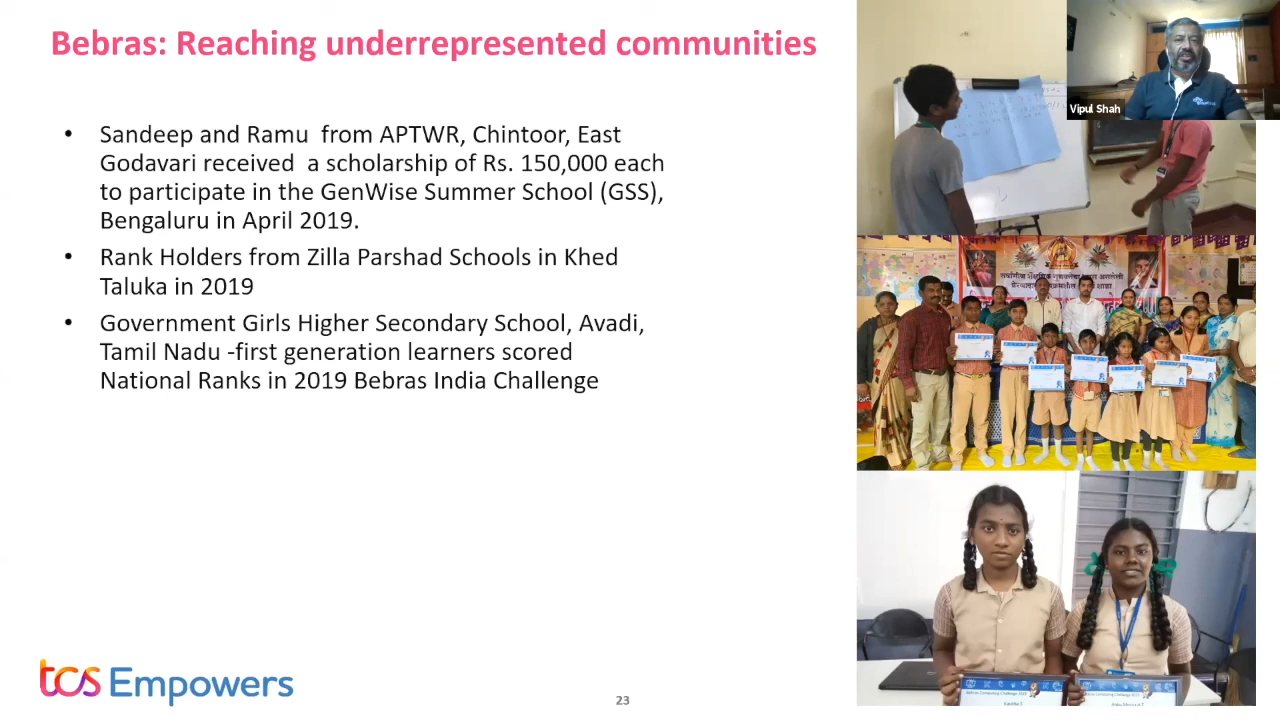 Bebras: Reaching underrepresented communities
Vipul Shah
• Sandeep and Ramu from APTWR, Chintoor, East
Godavari received a scholarship of Rs. 150,000 each
to participate in the GenWise Summer School (GSS),
Bengaluru in April 2019.
• Rank Holders from Zilla Parshad Schools in Khed
Taluka in 2019
• Government Girls Higher Secondary School, Avadi,
Tamil Nadu -first generation learners scored
National Ranks in 2019 Bebras India Challenge
tcs Empowers
23